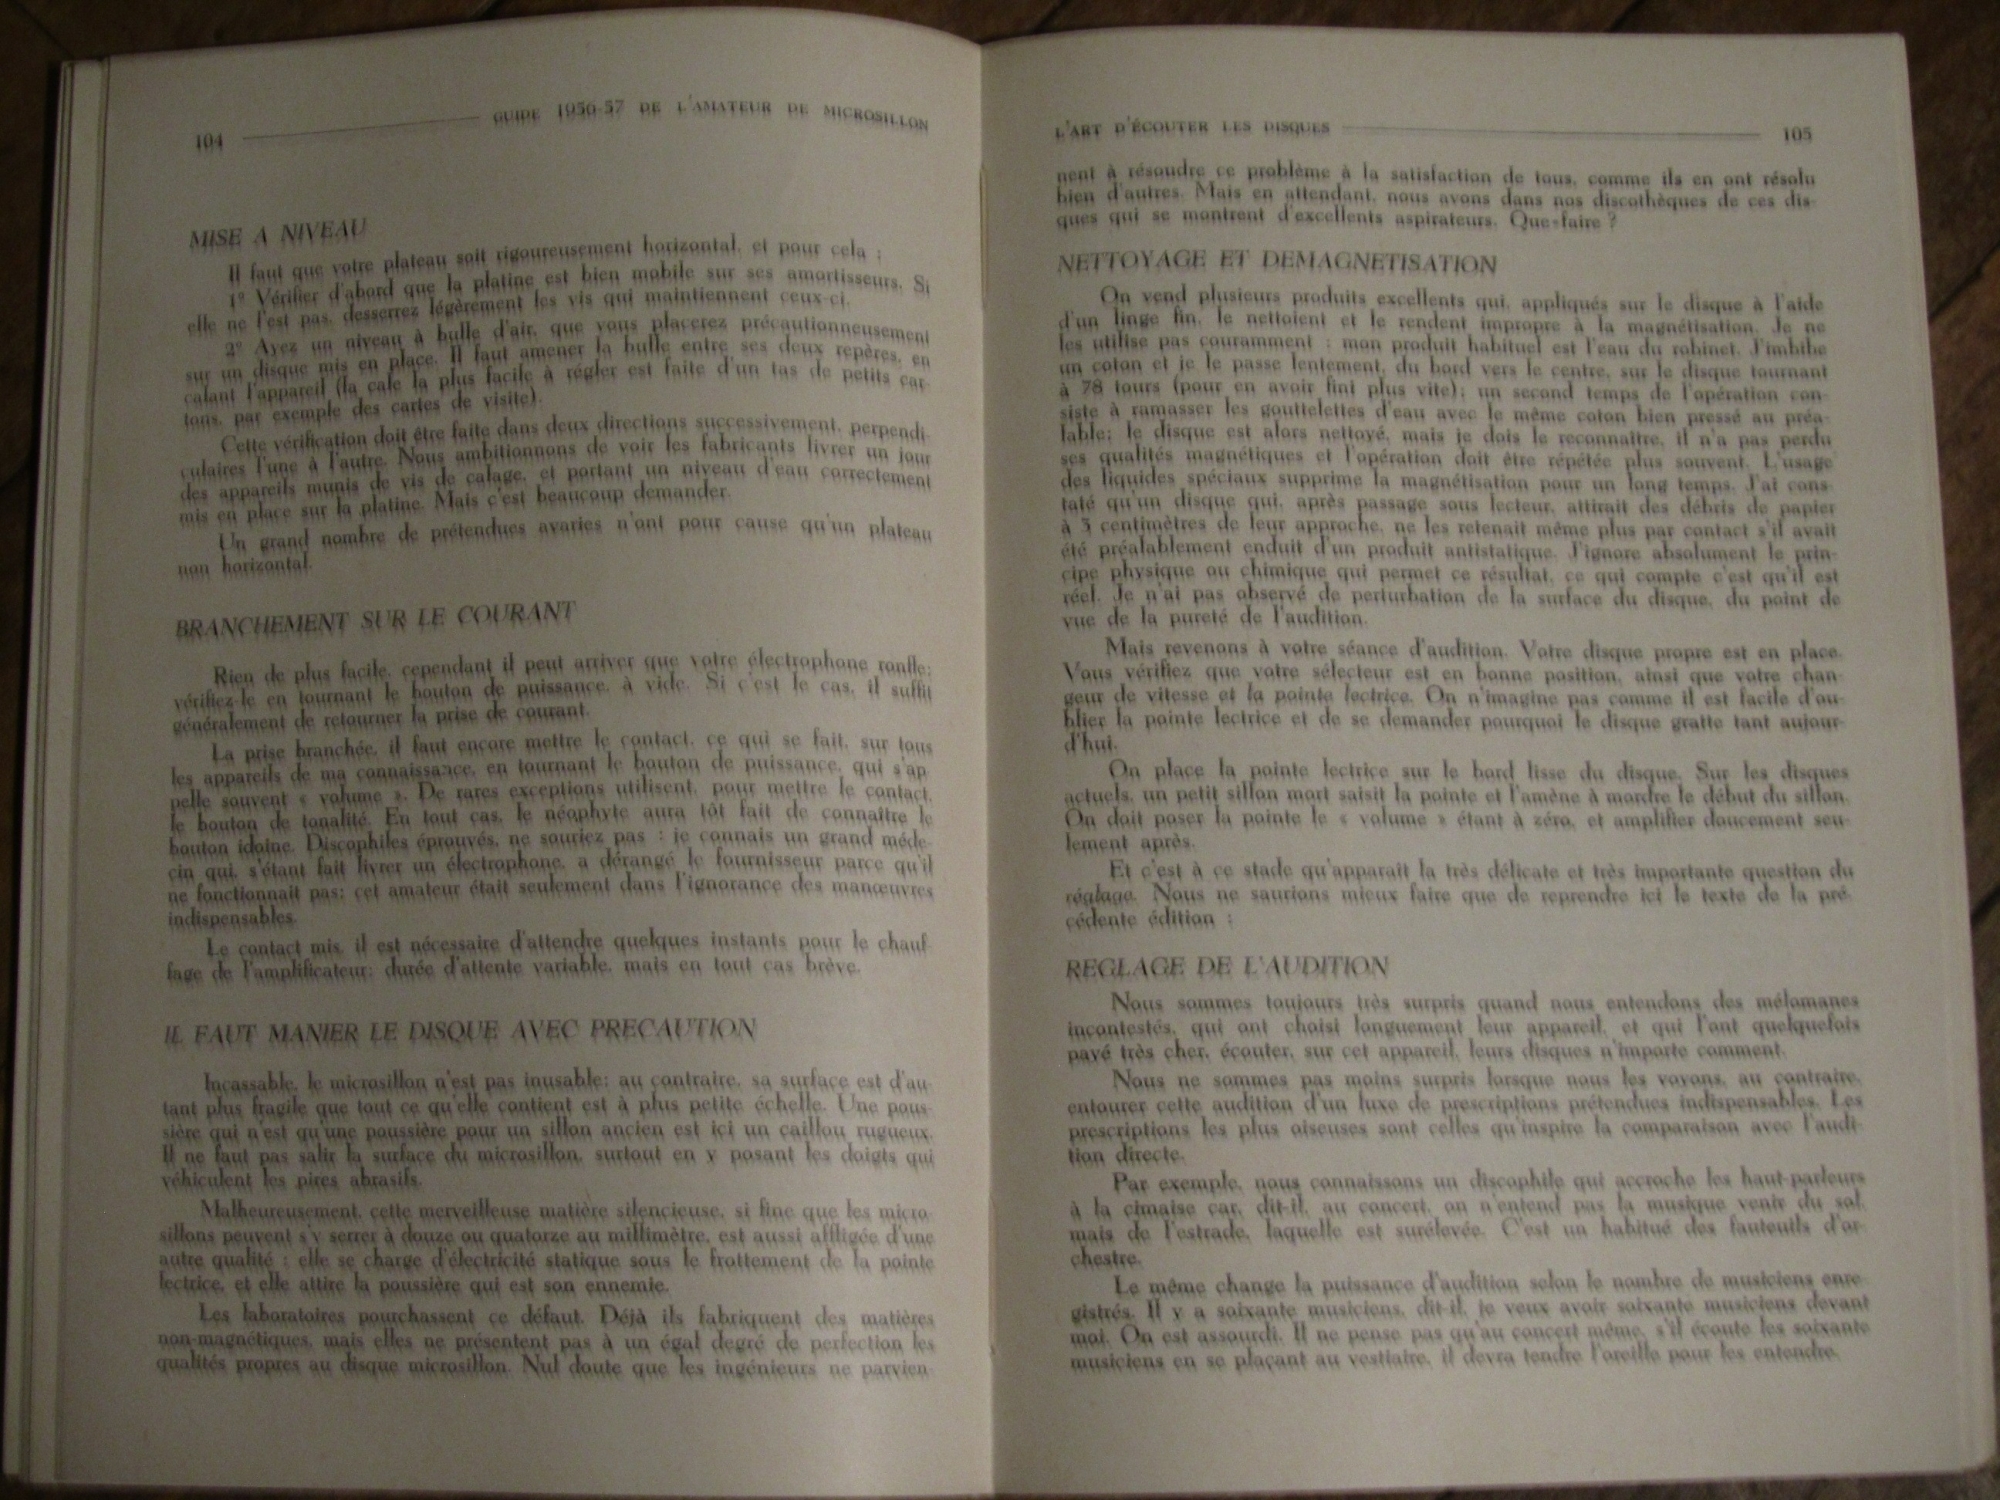 104 GUIDE 1956-57 DE L'AMATEUR DE MICROSILLON
MISE A NIVEAU
Il faut que votre plateau soit rigoureusement horizontal, et pour cela :
1° Vérifier d'abord que la platine est bien mobile sur ses amortisseurs. Si
elle ne l'est pas, desserrez légèrement les vis qui maintiennent ceux-ci.
2° Ayez un niveau à bulle d'air, que vous placerez précautionneusement
sur un disque mis en place. Il faut amener la bulle entre ses deux repères, en
calant l'appareil (la cale la plus facile à régler est faite d'un tas de petits car-
tons, par exemple des cartes de visite).
Cette vérification doit être faite dans deux directions successivement, perpendi-
culaires l'une à l'autre. Nous ambitionnons de voir les fabricants livrer un jour
des appareils munis de vis de calage, et portant un niveau d'eau correctement
mis en place sur la platine. Mais c'est beaucoup demander.
Un grand nombre de prétendues avaries n'ont pour cause qu'un plateau
non horizontal.
BRANCHEMENT SUR LE COURANT
Rien de plus facile, cependant il peut arriver que votre électrophone ronfle;
vérifiez-le en tournant le bouton de puissance, à vide. Si c'est le cas, il suffit
généralement de retourner la prise de courant.
La prise branchée, il faut encore mettre le contact, ce qui se fait, sur tous
les appareils de ma connaissance, en tournant le bouton de puissance, qui s'ap-
pelle souvent « volume ». De rares exceptions utilisent, pour mettre le contact,
le bouton de tonalité. En tout cas, le néophyte aura tôt fait de connaître le
bouton idoine. Discophiles éprouvés, ne souriez pas : je connais un grand méde-
cin qui, s'étant fait livrer un électrophone, a dérangé le fournisseur parce qu'il
ne fonctionnait pas; cet amateur était seulement dans l'ignorance des manœuvres
indispensables.
Le contact mis, il est nécessaire d'attendre quelques instants pour le chauf-
fage de l'amplificateur; durée d'attente variable, mais en tout cas brève.
IL FAUT MANIER LE DISQUE AVEC PRECAUTION
Incassable, le microsillon n'est pas inusable; au contraire, sa surface est d'au-
tant plus fragile que tout ce qu'elle contient est à plus petite échelle. Une pous-
sière qui n'est qu'une poussière pour un sillon ancien est ici un caillou rugueux.
Il ne faut pas salir la surface du microsillon, surtout en y posant les doigts qui
véhiculent les pires abrasifs.
Malheureusement, cette merveilleuse matière silencieuse, si fine que les micro-
sillons peuvent s'y serrer à douze ou quatorze au millimètre, est aussi affligée d'une
autre qualité : elle se charge d'électricité statique sous le frottement de la pointe
lectrice, et elle attire la poussière qui est son ennemie.
Les laboratoires pourchassent ce défaut. Déjà ils fabriquent des matières
non-magnétiques, mais elles ne présentent pas à un égal degré de perfection les
qualités propres au disque microsillon. Nul doute que les ingénieurs ne parvien-
L'ART D'ÉCOUTER LES DISQUES 105
nent à résoudre ce problème à la satisfaction de tous, comme ils en ont résolu
bien d'autres. Mais en attendant, nous avons dans nos discothèques de ces dis-
ques qui se montrent d'excellents aspirateurs. Que faire ?
NETTOYAGE ET DEMAGNETISATION
On vend plusieurs produits excellents qui, appliqués sur le disque à l'aide
d'un linge fin, le nettoient et le rendent impropre à la magnétisation. Je ne
les utilise pas couramment : mon produit habituel est l'eau du robinet. J'imbibe
un coton et je le passe lentement, du bord vers le centre, sur le disque tournant
à 78 tours (pour en avoir fini plus vite); un second temps de l'opération con-
siste à ramasser les gouttelettes d'eau avec le même coton bien pressé au préa-
lable; le disque est alors nettoyé, mais je dois le reconnaître, il n'a pas perdu
ses qualités magnétiques et l'opération doit être répétée plus souvent. L'usage
des liquides spéciaux supprime la magnétisation pour un long temps. J'ai cons-
taté qu'un disque qui, après passage sous lecteur, attirait des débris de papier
à 3 centimètres de leur approche, ne les retenait même plus par contact s'il avait
été préalablement enduit d'un produit antistatique. J'ignore absolument le prin-
cipe physique ou chimique qui permet ce résultat, ce qui compte c'est qu'il est
réel. Je n'ai pas observé de perturbation de la surface du disque, du point de
vue de la pureté de l'audition.
Mais revenons à votre séance d'audition. Votre disque propre est en place.
Vous vérifiez que votre sélecteur est en bonne position, ainsi que votre chan-
geur de vitesse et la pointe lectrice. On n'imagine pas comme il est facile d'ou-
blier la pointe lectrice et de se demander pourquoi le disque gratte tant aujour-
d'hui.
On place la pointe lectrice sur le bord lisse du disque. Sur les disques
actuels, un petit sillon mort saisit la pointe et l'amène à mordre le début du sillon.
On doit poser la pointe le « volume » étant à zéro, et amplifier doucement seu-
lement après.
Et c'est à ce stade qu'apparaît la très délicate et très importante question du
réglage. Nous ne saurions mieux faire que de reprendre ici le texte de la pré-
cédente édition :
REGLAGE DE L'AUDITION
Nous sommes toujours très surpris quand nous entendons des mélomanes
incontestés, qui ont choisi longuement leur appareil, et qui l'ont quelquefois
payé très cher, écouter, sur cet appareil, leurs disques n'importe comment.
Nous ne sommes pas moins surpris lorsque nous les voyons, au contraire,
entourer cette audition d'un luxe de prescriptions prétendues indispensables. Les
prescriptions les plus oiseuses sont celles qu'inspire la comparaison avec l'audi-
tion directe.
Par exemple, nous connaissons un discophile qui accroche les haut-parleurs
à la cimaise car, dit-il, au concert, on n'entend pas la musique venir du sol,
mais de l'estrade, laquelle est surélevée. C'est un habitué des fauteuils d'or-
chestre.
Le même change la puissance d'audition selon le nombre de musiciens enre-
gistrés. Il y a soixante musiciens, dit-il, je veux avoir soixante musiciens devant
moi. On est assourdi. Il ne pense pas qu'au concert même, s'il écoute les soixante
musiciens en se plaçant au vestiaire, il devra tendre l'oreille pour les entendre.